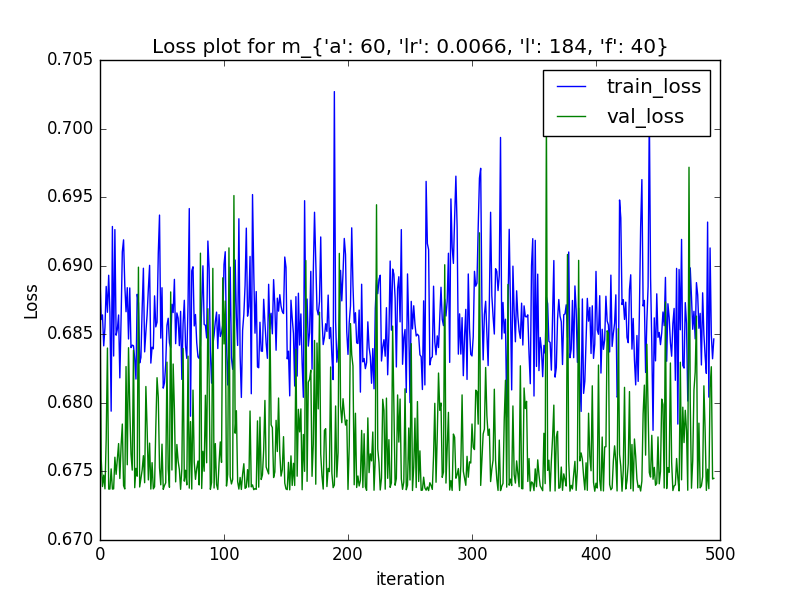 Loss plot for m_{'a': 60, 'lr': 0.0066, 'l': 184, 'f': 40}
train_loss
val_loss
0.705
0.700
0.695
0.690
0.685
0.680
0.675
0.670
Loss
0 100 200 300 400 500
iteration